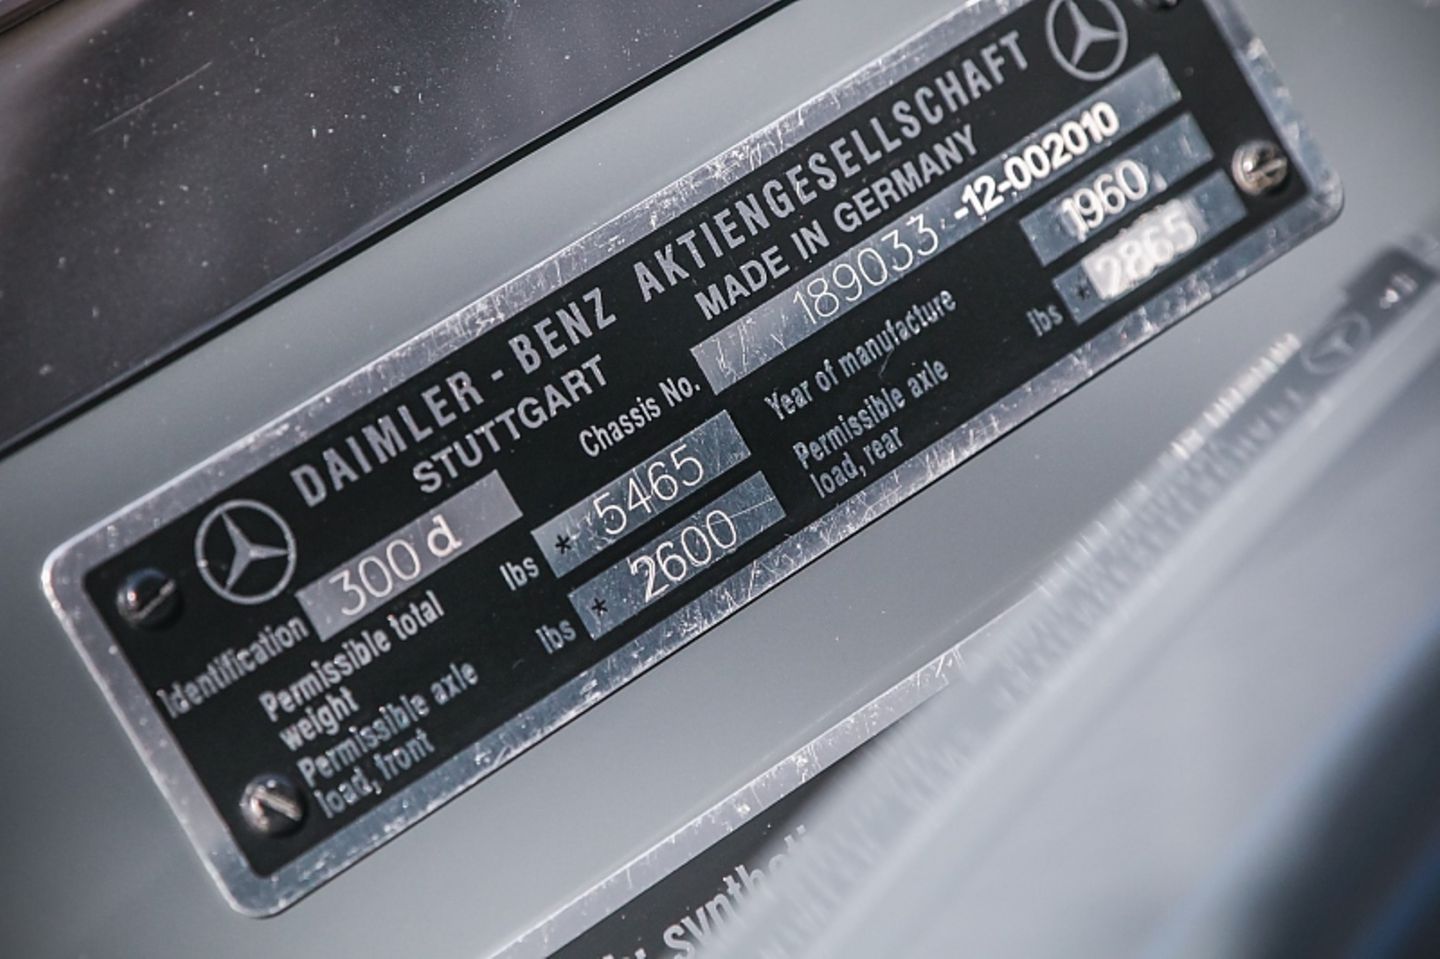 DAIMLER - BENZ AKTIENGESELLSCHAFT
STUTTGART MADE IN GERMANY
Identification 300 d Chassis No. 189033 -12-002010
Permissible total weight lbs * 5465 Year of manufacture 1960
Permissible axle load, front lbs * 2600 Permissible axle load, rear lbs * 2865